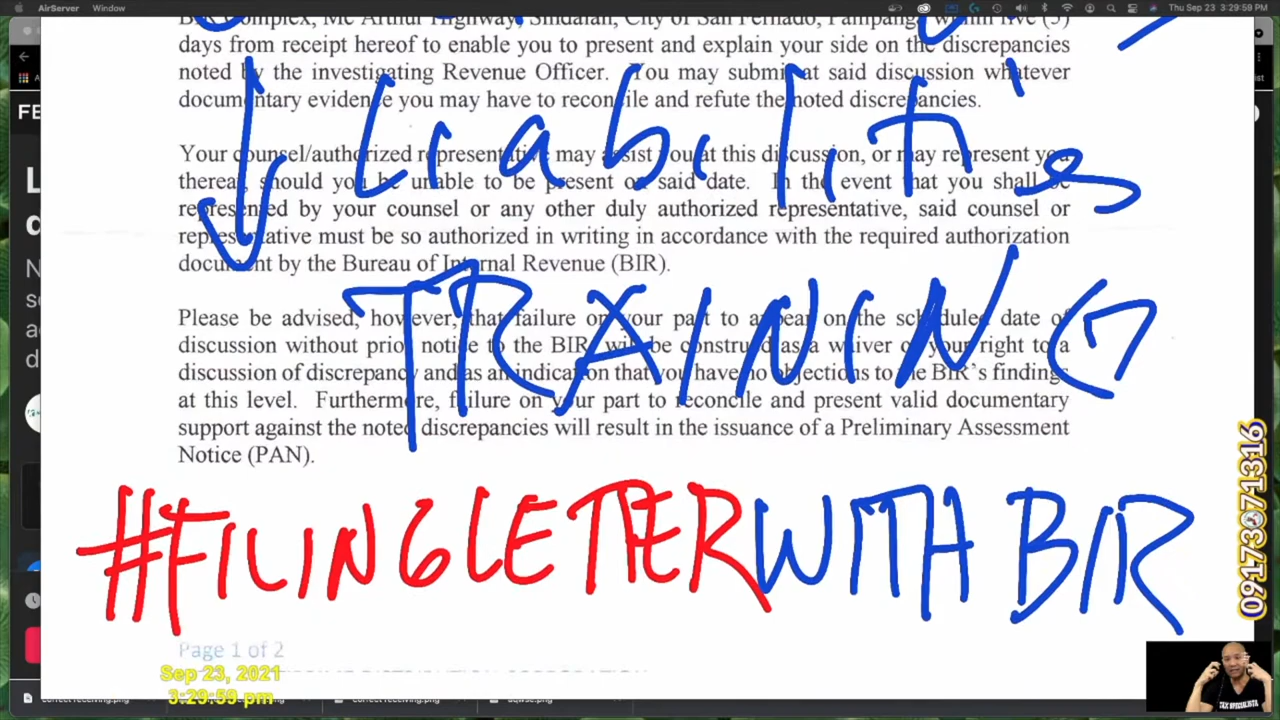 AirServer Window Thu Sep 23 3:29:59 PM
BIR Complex, Mc Arthur Highway, Sindalan, City of San Fernado, Pampanga within five (5)
days from receipt hereof to enable you to present and explain your side on the discrepancies
noted by the investigating Revenue Officer. You may submit at said discussion whatever
documentary evidence you may have to reconcile and refute the noted discrepancies.
Liabilities
Your counsel/authorized representative may assist you at this discussion, or may represent you
thereat, should you be unable to be present on said date. In the event that you shall be
represented by your counsel or any other duly authorized representative, said counsel or
representative must be so authorized in writing in accordance with the required authorization
document by the Bureau of Internal Revenue (BIR).
TRAINING
Please be advised, however, that failure on your part to appear on the scheduled date of
discussion without prior notice to the BIR will be construed as a waiver of your right to a
discussion of discrepancy and as an indication that you have no objections to the BIR's findings
at this level. Furthermore, failure on your part to reconcile and present valid documentary
support against the noted discrepancies will result in the issuance of a Preliminary Assessment
Notice (PAN).
#FILINGLETTERWITHBIR
Page 1 of 2
Sep 23, 2021
3:29:59 pm
09173071316
TAX SPECIALISTA